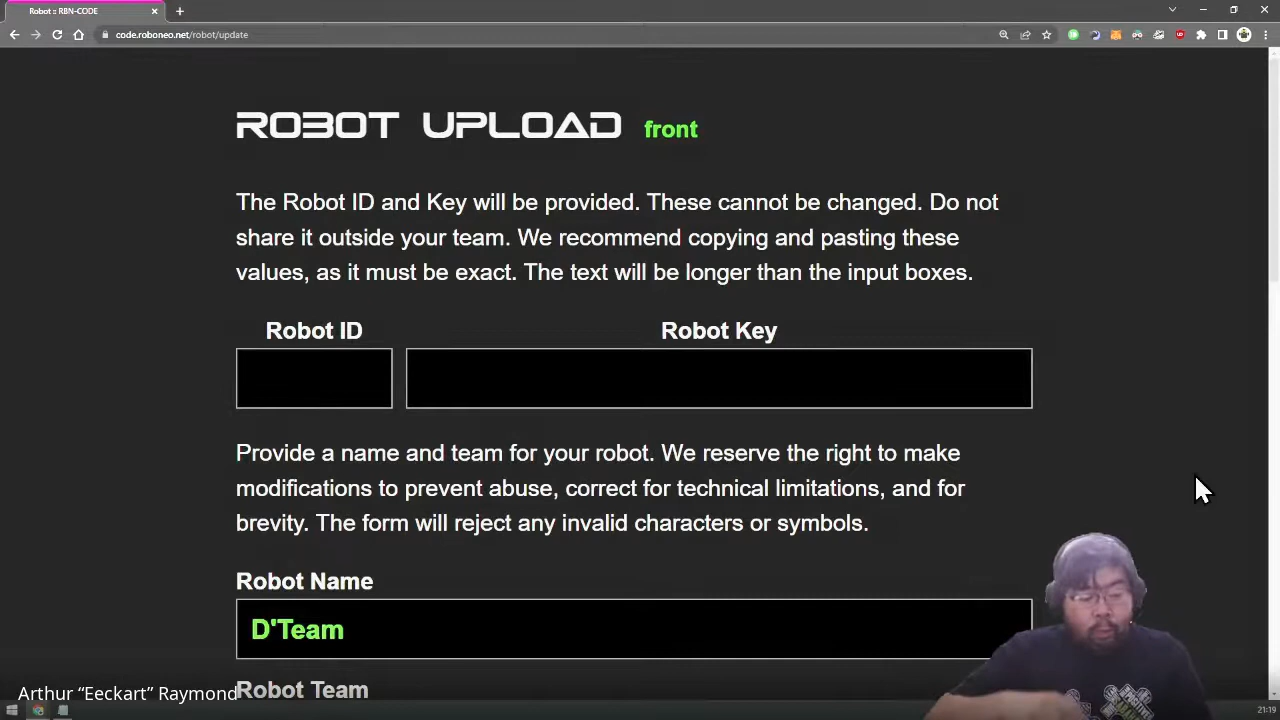 Robot :: RBN-CODE
code.roboneo.net/robot/update
ROBOT UPLOAD front
The Robot ID and Key will be provided. These cannot be changed. Do not
share it outside your team. We recommend copying and pasting these
values, as it must be exact. The text will be longer than the input boxes.
Robot ID Robot Key
Provide a name and team for your robot. We reserve the right to make
modifications to prevent abuse, correct for technical limitations, and for
brevity. The form will reject any invalid characters or symbols.
Robot Name
D'Team
Robot Team
Arthur “Eeckart” Raymond
21:19